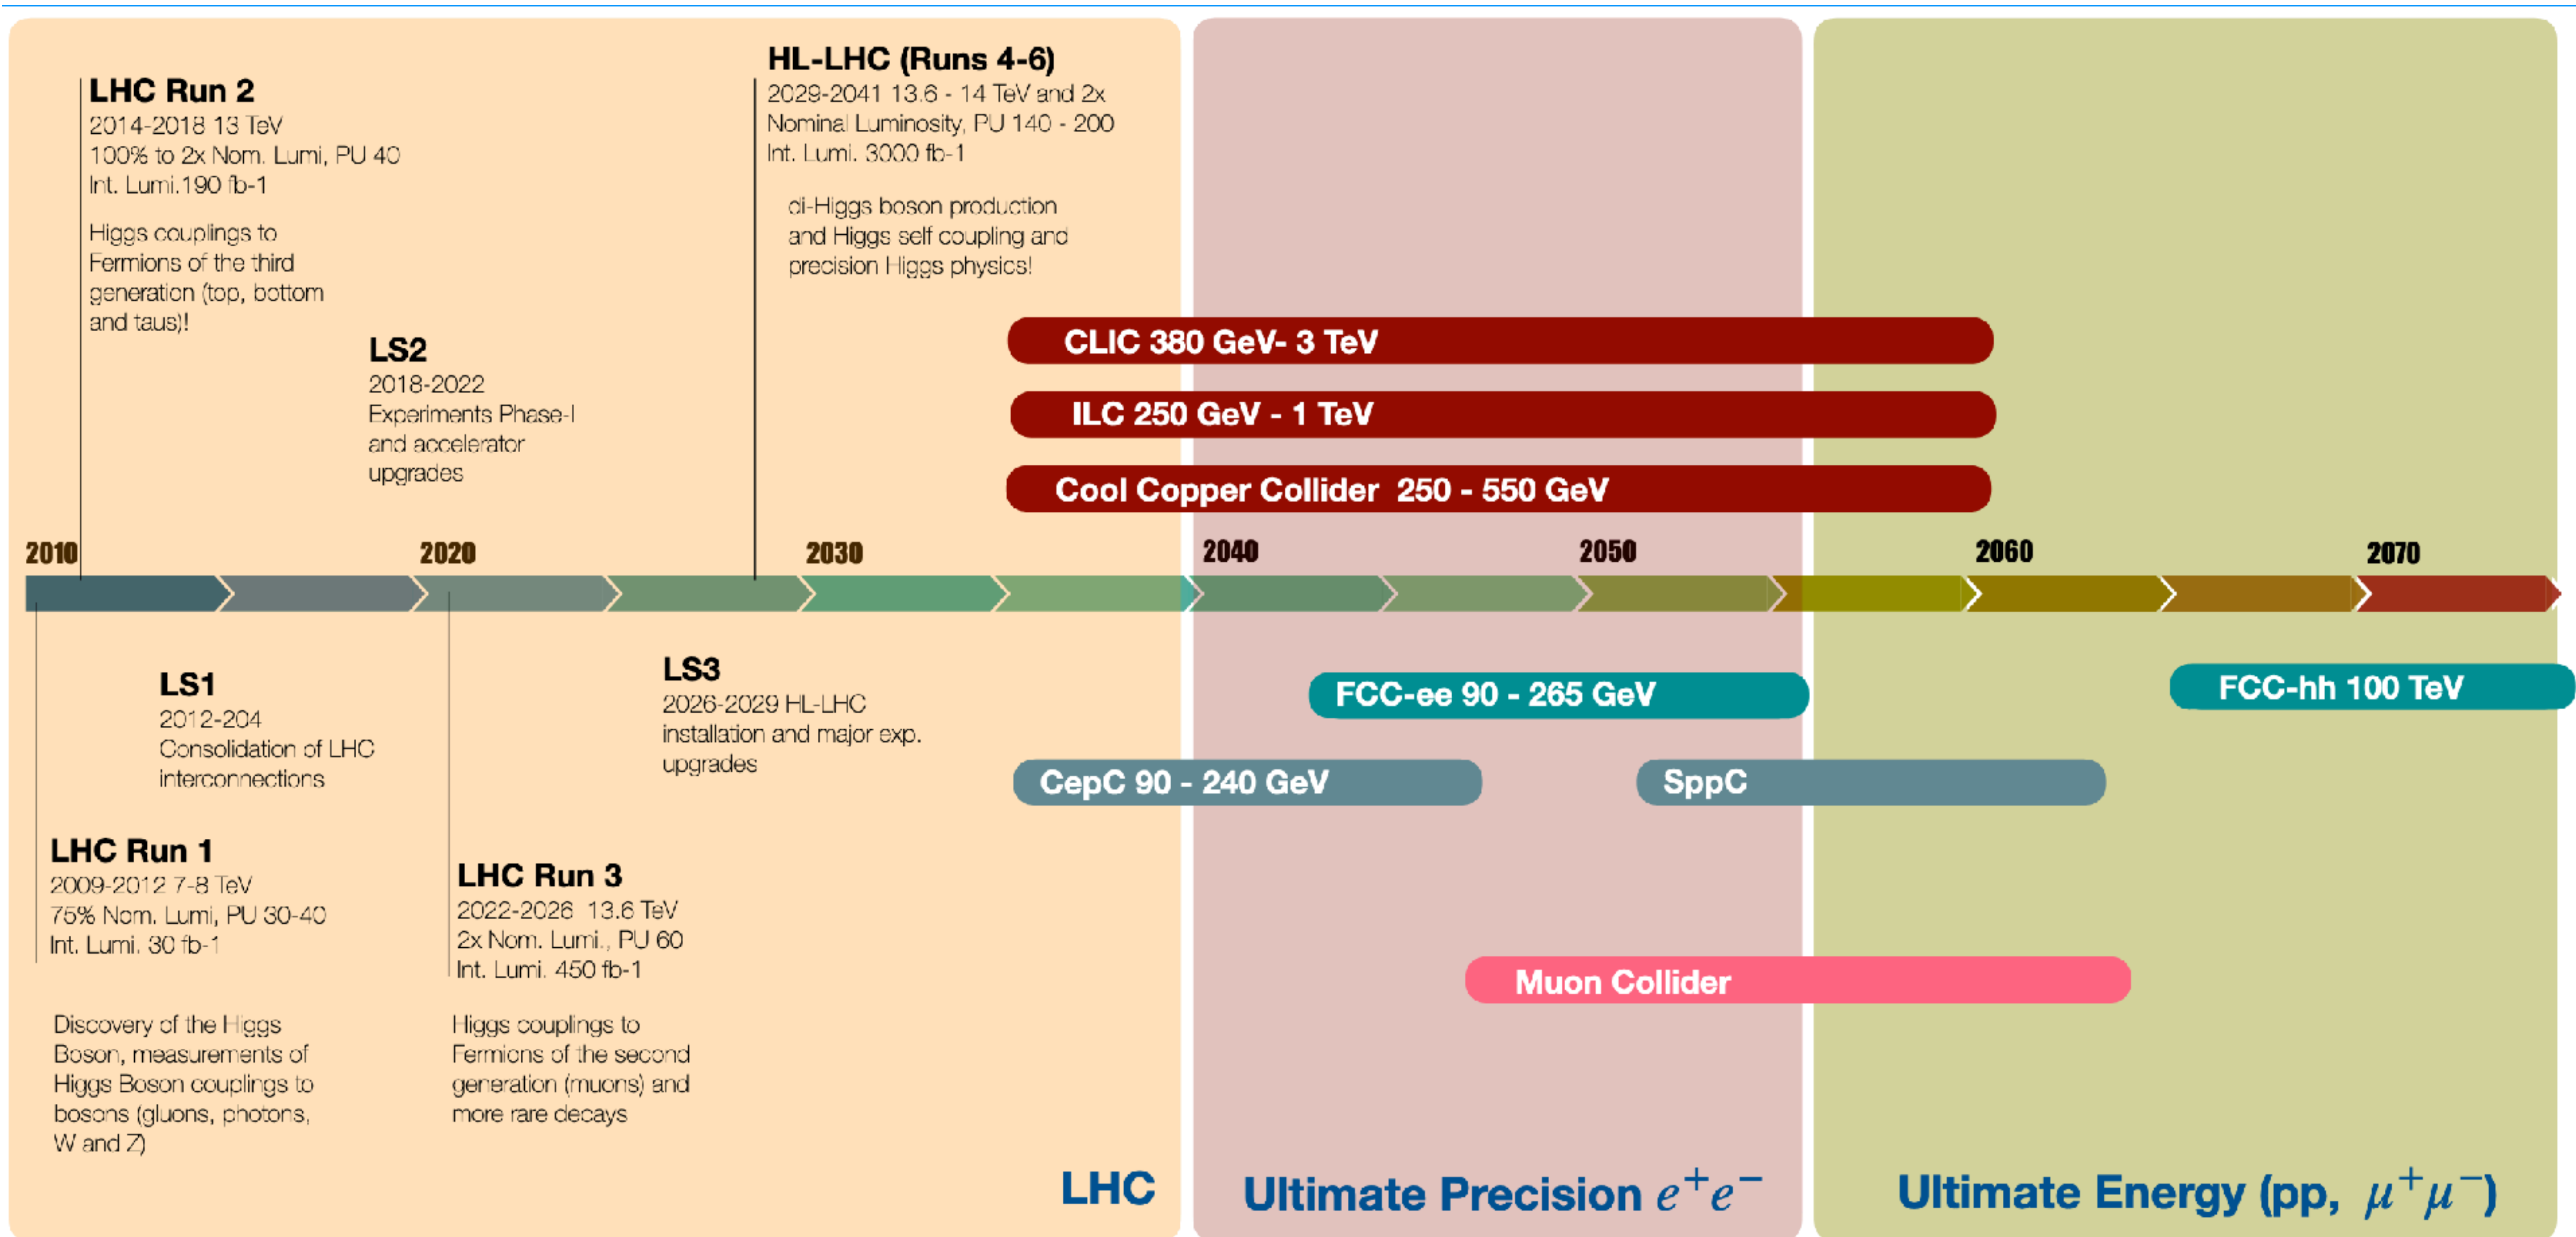 LHC Run 2
2014-2018 13 TeV
100% to 2x Nom. Lumi, PU 40
Int. Lumi.190 fb-1
Higgs couplings to
Fermions of the third
generation (top, bottom
and taus)!
LS2
2018-2022
Experiments Phase-I
and accelerator
upgrades
HL-LHC (Runs 4-6)
2029-2041 13.6 - 14 TeV and 2x
Nominal Luminosity, PU 140 - 200
Int. Lumi. 3000 fb-1
di-Higgs boson production
and Higgs self coupling and
precision Higgs physics!
CLIC 380 GeV- 3 TeV
ILC 250 GeV - 1 TeV
Cool Copper Collider 250 - 550 GeV
2010 2020 2030 2040 2050 2060 2070
LS1
2012-204
Consolidation of LHC
interconnections
LS3
2026-2029 HL-LHC
installation and major exp.
upgrades
FCC-ee 90 - 265 GeV
FCC-hh 100 TeV
CepC 90 - 240 GeV
SppC
LHC Run 1
2009-2012 7-8 TeV
75% Nom. Lumi, PU 30-40
Int. Lumi. 30 fb-1
Discovery of the Higgs
Boson, measurements of
Higgs Boson couplings to
bosons (gluons, photons,
W and Z)
LHC Run 3
2022-2026 13.6 TeV
2x Nom. Lumi., PU 60
Int. Lumi. 450 fb-1
Higgs couplings to
Fermions of the second
generation (muons) and
more rare decays
Muon Collider
LHC
Ultimate Precision e⁺e⁻
Ultimate Energy (pp, μ⁺μ⁻)